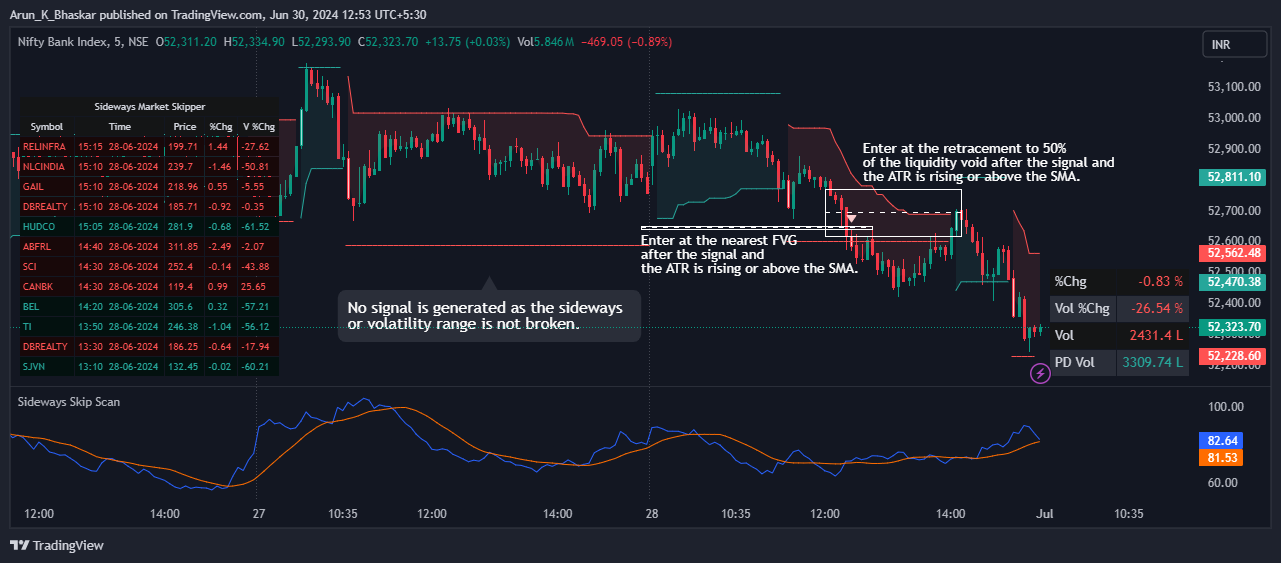 Arun_K_Bhaskar published on TradingView.com, Jun 30, 2024 12:53 UTC+5:30
Nifty Bank Index, 5, NSE O52,311.20 H52,334.90 L52,293.90 C52,323.70 +13.75 (+0.03%) Vol5.846M −469.05 (−0.89%)
INR
Sideways Market Skipper
Symbol Time Price %Chg V %Chg
RELINFRA 15:15 28-06-2024 199.71 1.44 -27.62
NLCINDIA 15:10 28-06-2024 239.7 -1.46 -50.81
GAIL 15:10 28-06-2024 218.96 0.55 -5.55
DBREALTY 15:10 28-06-2024 185.71 -0.92 -0.35
HUDCO 15:05 28-06-2024 281.9 -0.68 -61.52
ABFRL 14:40 28-06-2024 311.85 -2.49 -2.07
SCI 14:30 28-06-2024 252.4 -0.14 -43.88
CANBK 14:30 28-06-2024 119.4 0.99 25.65
BEL 14:20 28-06-2024 305.6 0.32 -57.21
TI 13:50 28-06-2024 246.38 -1.04 -56.12
DBREALTY 13:30 28-06-2024 186.25 -0.64 -17.94
SJVN 13:10 28-06-2024 132.45 -0.02 -60.21
Enter at the retracement to 50%
of the liquidity void after the signal and
the ATR is rising or above the SMA.
Enter at the nearest FVG
after the signal and
the ATR is rising or above the SMA.
No signal is generated as the sideways
or volatility range is not broken.
53,100.00
53,000.00
52,900.00
52,811.10
52,700.00
52,600.00
52,562.48
52,500.00
52,470.38
52,400.00
52,323.70
52,228.60
52,200.00
%Chg -0.83 %
Vol %Chg -26.54 %
Vol 2431.4 L
PD Vol 3309.74 L
Sideways Skip Scan
100.00
82.64
81.53
60.00
12:00 14:00 27 10:35 12:00 14:00 28 10:35 12:00 14:00 Jul 10:35
TradingView